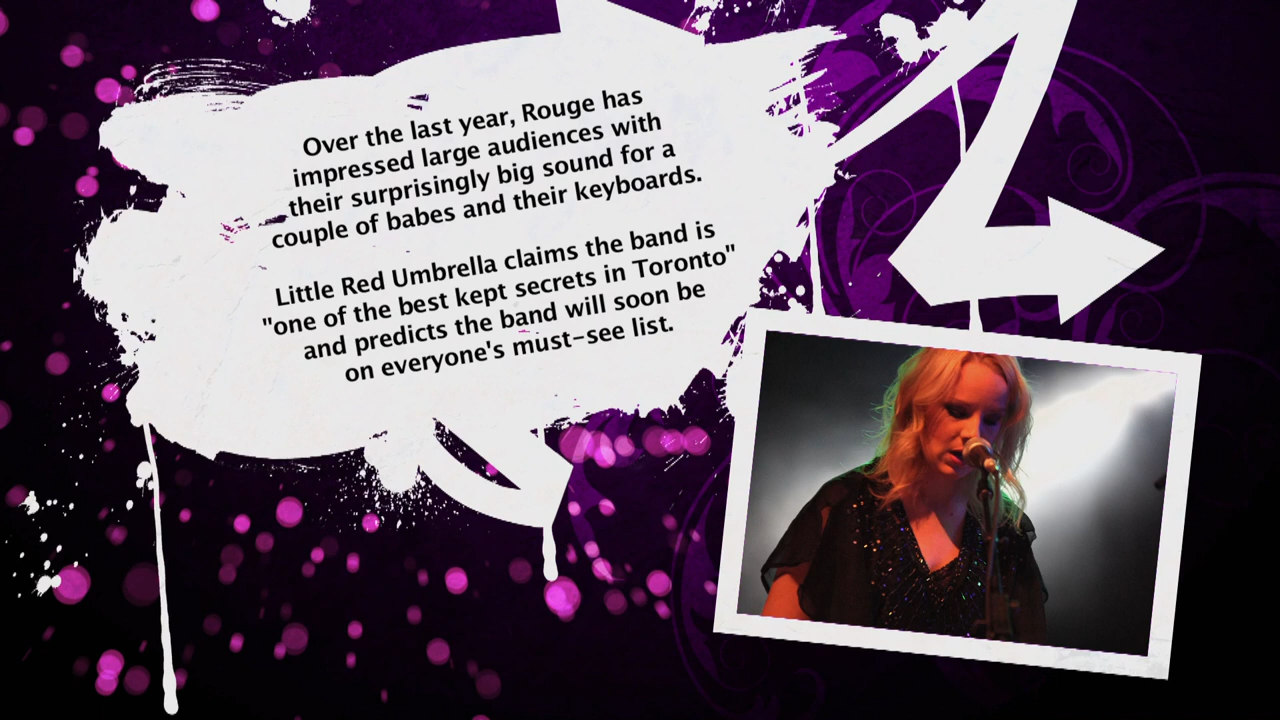 Over the last year, Rouge has
impressed large audiences with
their surprisingly big sound for a
couple of babes and their keyboards.
Little Red Umbrella claims the band is
"one of the best kept secrets in Toronto"
and predicts the band will soon be
on everyone's must-see list.